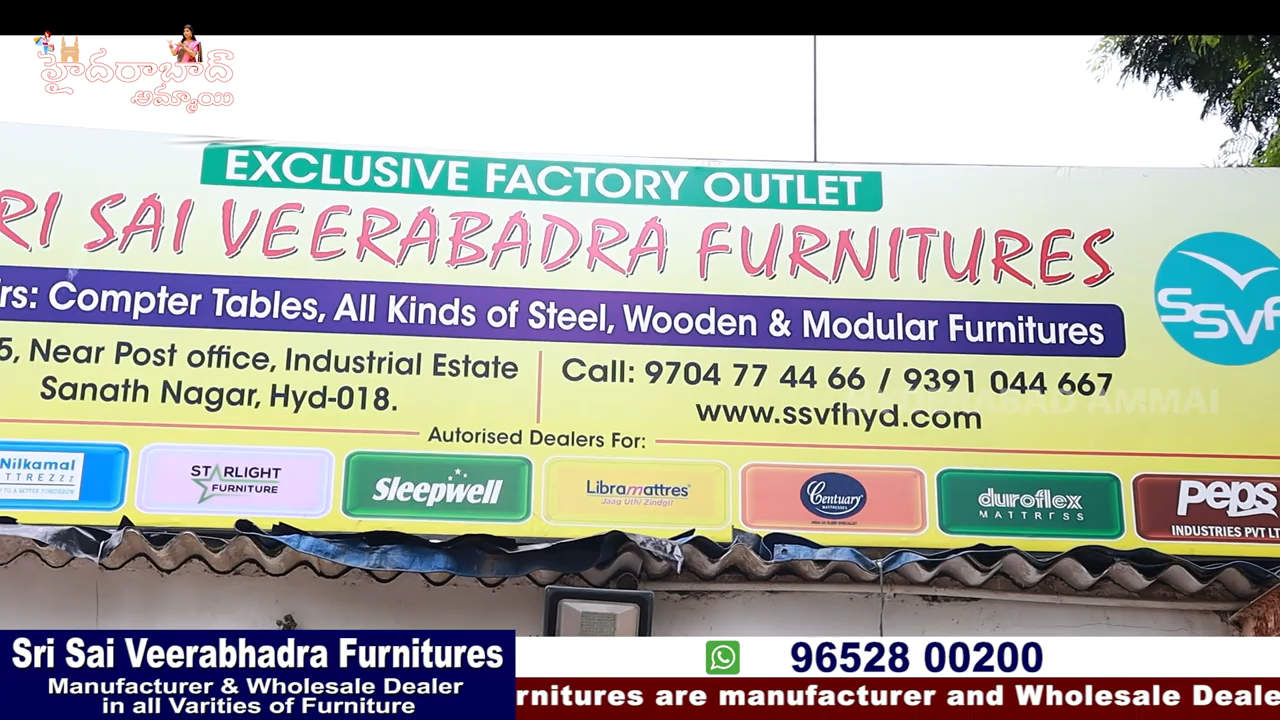 హైదరాబాద్
అమ్మాయి
EXCLUSIVE FACTORY OUTLET
RI SAI VEERABADRA FURNITURES
rs: Compter Tables, All Kinds of Steel, Wooden & Modular Furnitures
5, Near Post office, Industrial Estate
Sanath Nagar, Hyd-018.
Call: 9704 77 44 66 / 9391 044 667
www.ssvfhyd.com
SSVF
AMMAI
Autorised Dealers For:
Nilkamal
TTREZZZ
STARLIGHT
FURNITURE
Sleepwell
Libramattres
Jaag Uthi Zindgi!
Centuary
MATTRESSES
duroflex
MATTRESS
Peps
INDUSTRIES PVT LT
Sri Sai Veerabhadra Furnitures
Manufacturer & Wholesale Dealer
in all Varities of Furniture
96528 00200
rnitures are manufacturer and Wholesale Deale